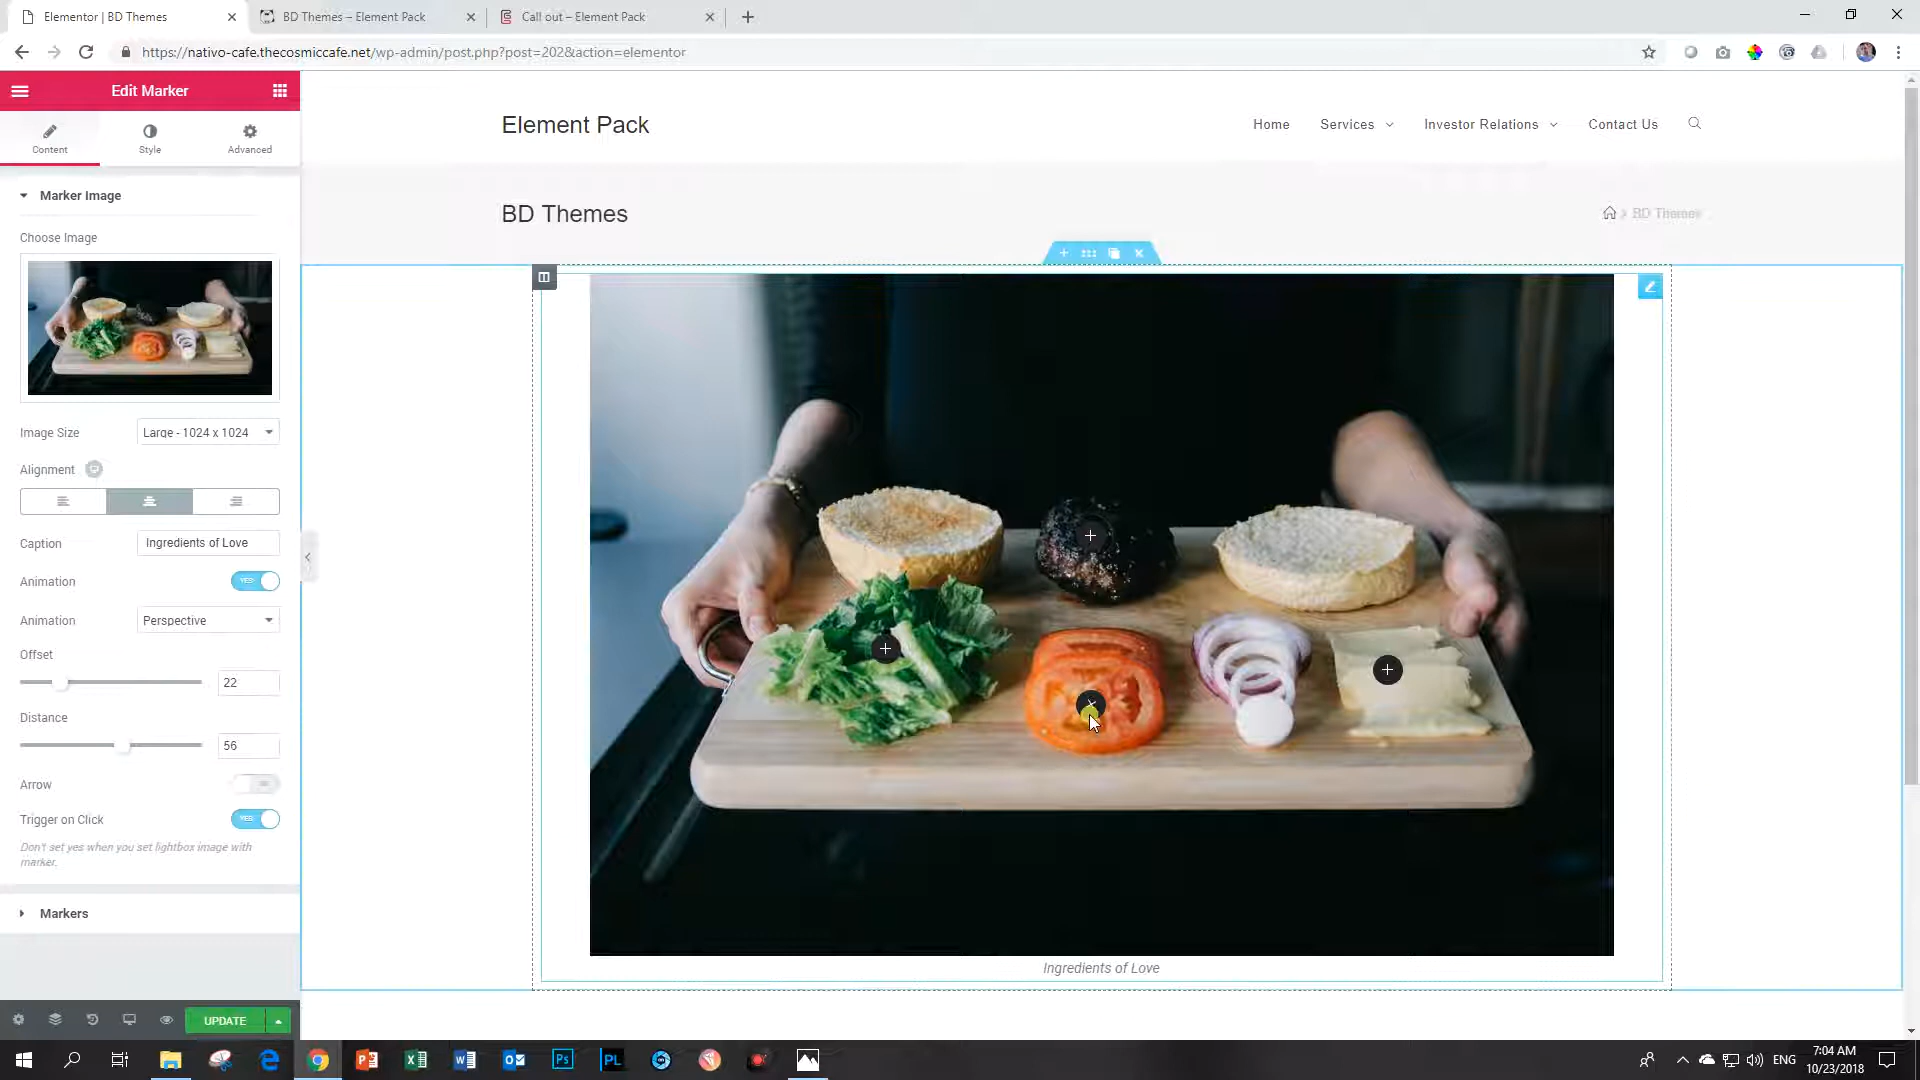 Elementor | BD Themes
BD Themes – Element Pack
Call out – Element Pack
https://nativo-cafe.thecosmiccafe.net/wp-admin/post.php?post=202&action=elementor
Edit Marker
Content
Style
Advanced
Marker Image
Choose Image
Image Size
Large - 1024 x 1024
Alignment
Caption
Ingredients of Love
Animation
YES
Animation
Perspective
Offset
22
Distance
56
Arrow
Trigger on Click
YES
Don't set yes when you set lightbox image with
marker.
Markers
UPDATE
Element Pack
Home
Services
Investor Relations
Contact Us
BD Themes
BD Themes
Ingredients of Love
ENG
7:04 AM
10/23/2018